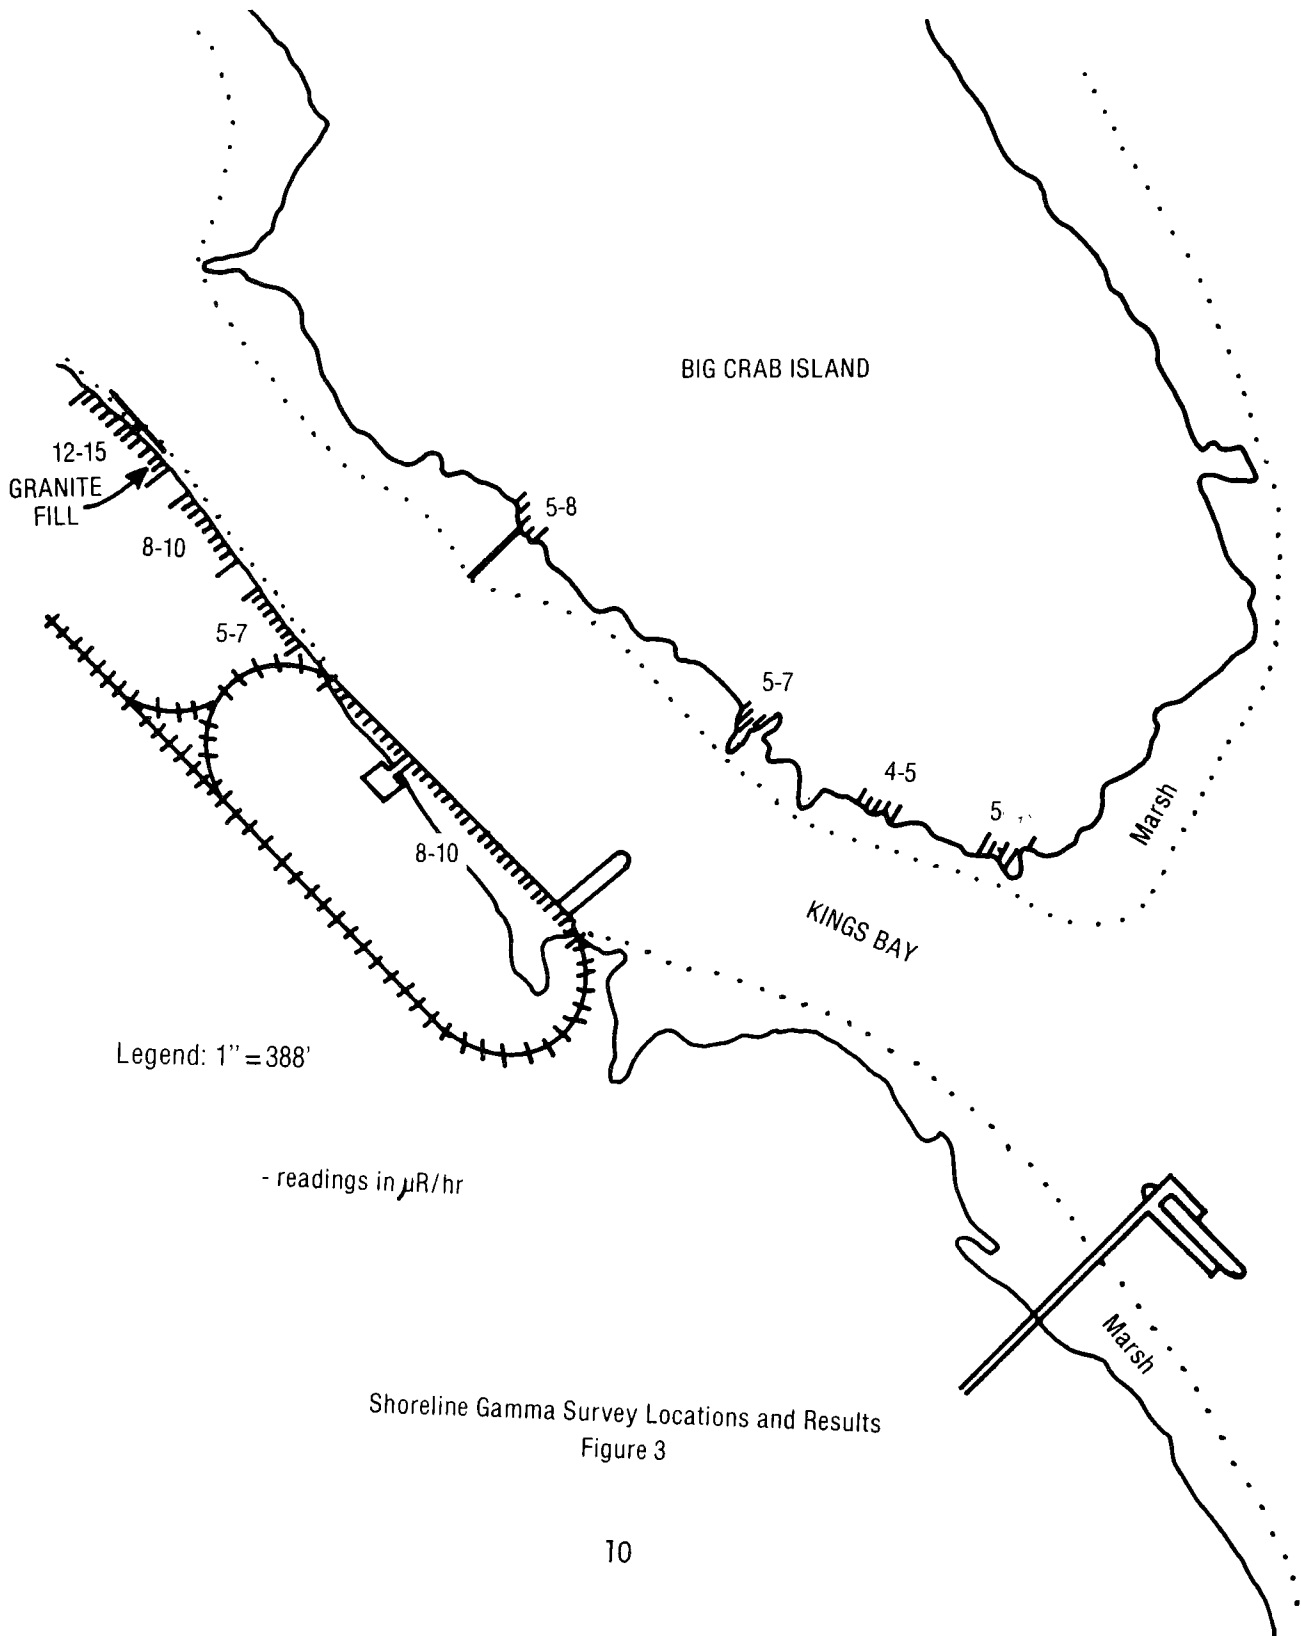 BIG CRAB ISLAND
12-15
GRANITE
FILL
5-8
8-10
5-7
5-7
4-5
5
Marsh
8-10
KINGS BAY
Legend: 1"=388'
- readings in µR/hr
Marsh
Shoreline Gamma Survey Locations and Results
Figure 3
10